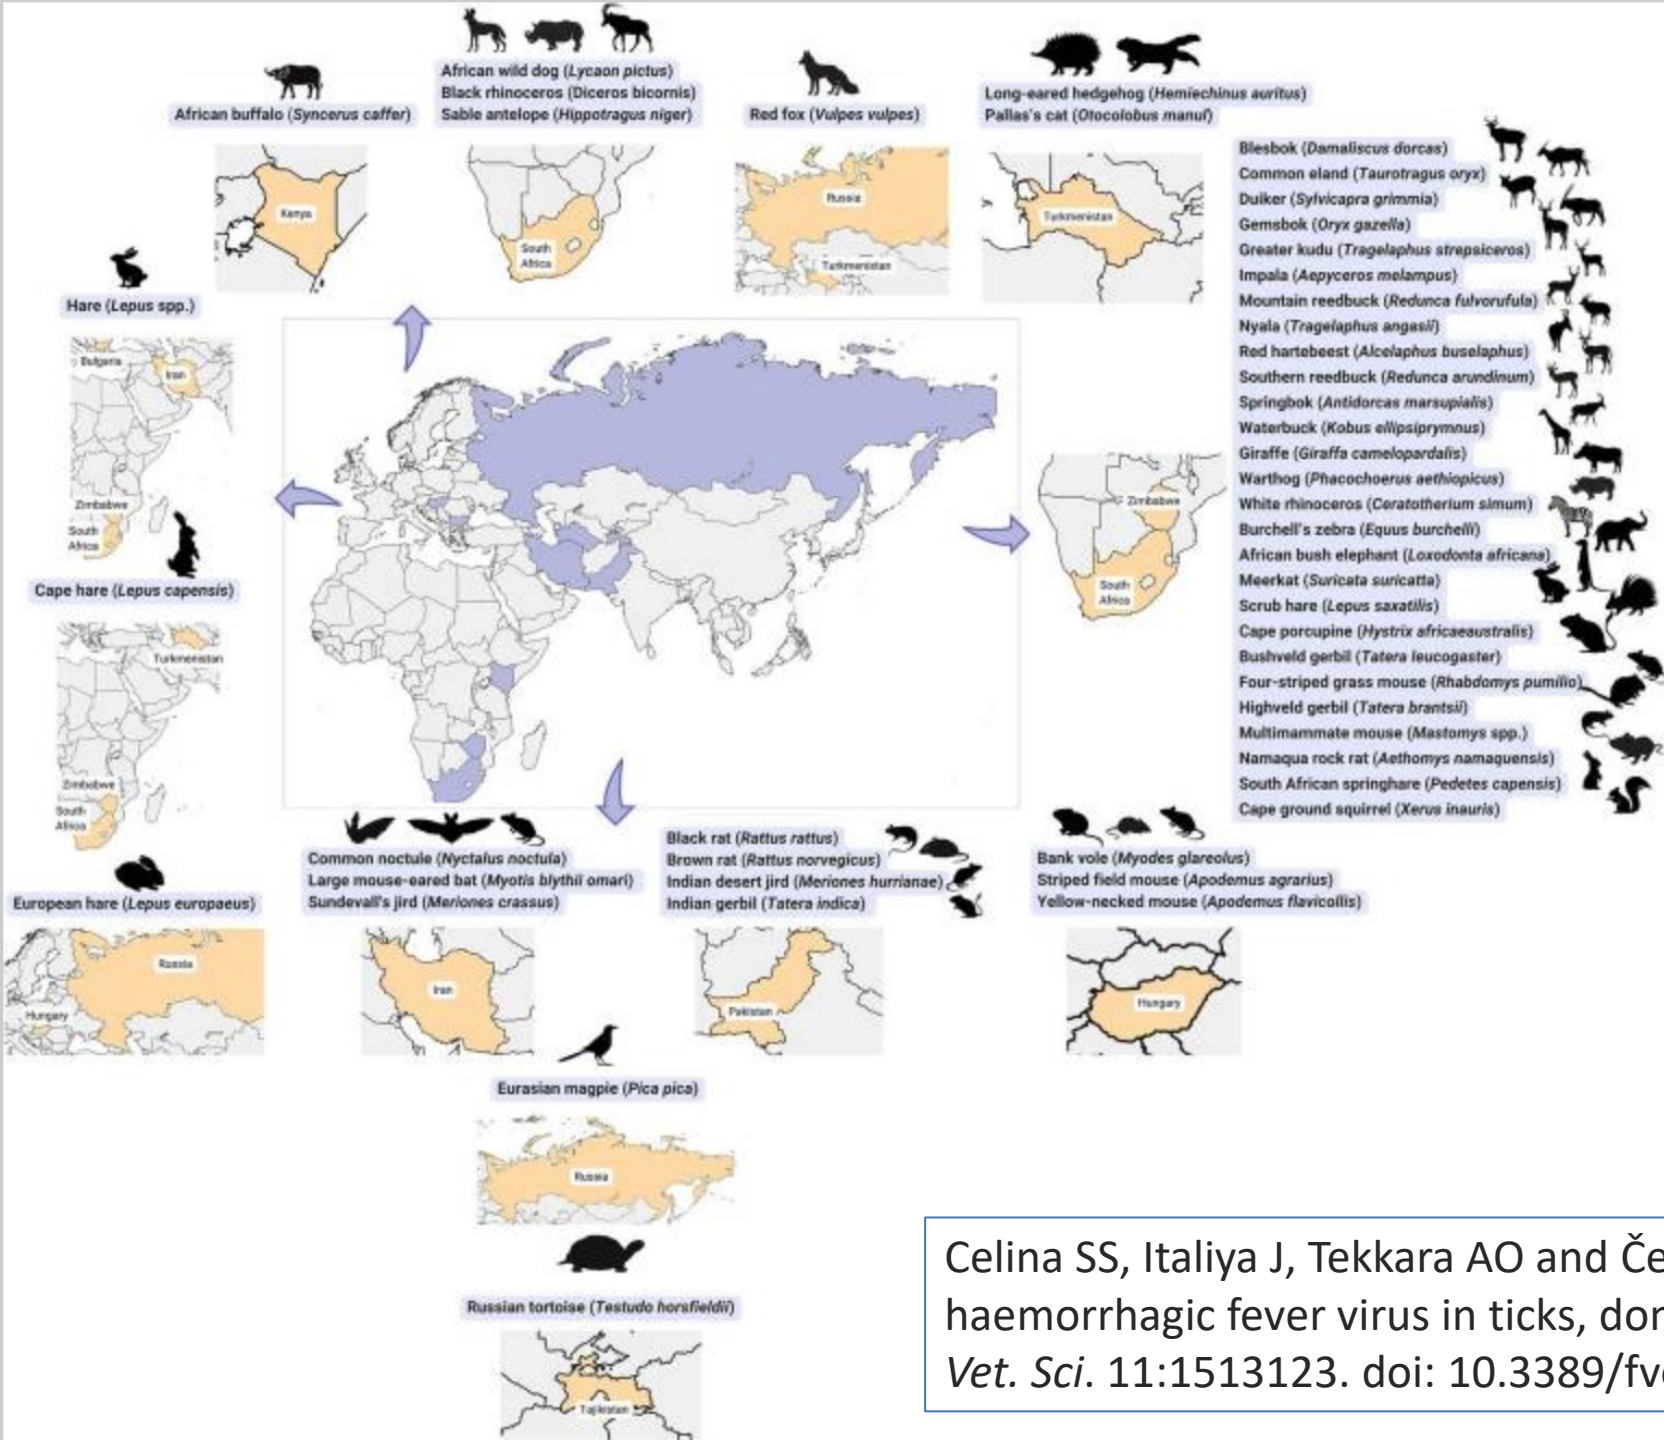 African buffalo (Syncerus caffer)
African wild dog (Lycaon pictus)
Black rhinoceros (Diceros bicornis)
Sable antelope (Hippotragus niger)
Red fox (Vulpes vulpes)
Long-eared hedgehog (Hemiechinus auritus)
Pallas's cat (Otocolobus manul)
Kenya
South
Africa
Russia
Turkmenistan
Turkmenistan
Hare (Lepus spp.)
Bulgaria
Iran
Zimbabwe
South
Africa
Cape hare (Lepus capensis)
Turkmenistan
Zimbabwe
South
Africa
European hare (Lepus europaeus)
Russia
Hungary
Zimbabwe
South
Africa
Blesbok (Damaliscus dorcas)
Common eland (Taurotragus oryx)
Duiker (Sylvicapra grimmia)
Gemsbok (Oryx gazella)
Greater kudu (Tragelaphus strepsiceros)
Impala (Aepyceros melampus)
Mountain reedbuck (Redunca fulvorufula)
Nyala (Tragelaphus angasii)
Red hartebeest (Alcelaphus buselaphus)
Southern reedbuck (Redunca arundinum)
Springbok (Antidorcas marsupialis)
Waterbuck (Kobus ellipsiprymnus)
Giraffe (Giraffa camelopardalis)
Warthog (Phacochoerus aethiopicus)
White rhinoceros (Ceratotherium simum)
Burchell's zebra (Equus burchelli)
African bush elephant (Loxodonta africana)
Meerkat (Suricata suricatta)
Scrub hare (Lepus saxatilis)
Cape porcupine (Hystrix africaeaustralis)
Bushveld gerbil (Tatera leucogaster)
Four-striped grass mouse (Rhabdomys pumilio)
Highveld gerbil (Tatera brantsii)
Multimammate mouse (Mastomys spp.)
Namaqua rock rat (Aethomys namaquensis)
South African springhare (Pedetes capensis)
Cape ground squirrel (Xerus inauris)
Common noctule (Nyctalus noctula)
Large mouse-eared bat (Myotis blythii omari)
Sundevall's jird (Meriones crassus)
Iran
Black rat (Rattus rattus)
Brown rat (Rattus norvegicus)
Indian desert jird (Meriones hurrianae)
Indian gerbil (Tatera indica)
Pakistan
Bank vole (Myodes glareolus)
Striped field mouse (Apodemus agrarius)
Yellow-necked mouse (Apodemus flavicollis)
Hungary
Eurasian magpie (Pica pica)
Russia
Russian tortoise (Testudo horsfieldii)
Tajikistan
Celina SS, Italiya J, Tekkara AO and Če
haemorrhagic fever virus in ticks, dor
Vet. Sci. 11:1513123. doi: 10.3389/fv